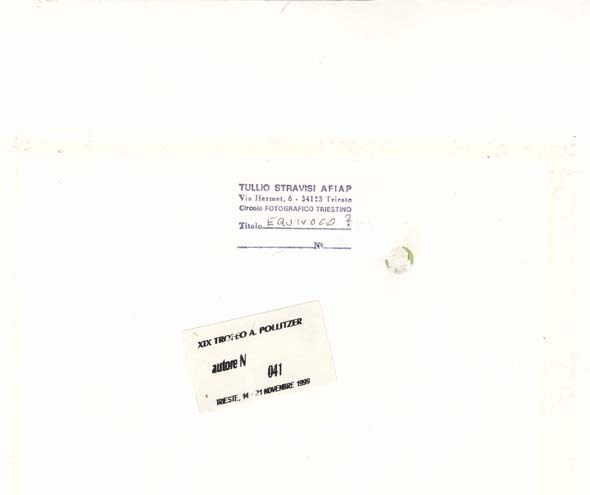 TULLIO STRAVISI AFIAP
Via Hermet, 6 - 34123 Trieste
Circolo FOTOGRAFICO TRIESTINO
Titolo EQUIVOCO ?
Nº
XIX TROFEO A. POLLITZER
autore N 041
TRIESTE, 14 - 21 NOVEMBRE 1999